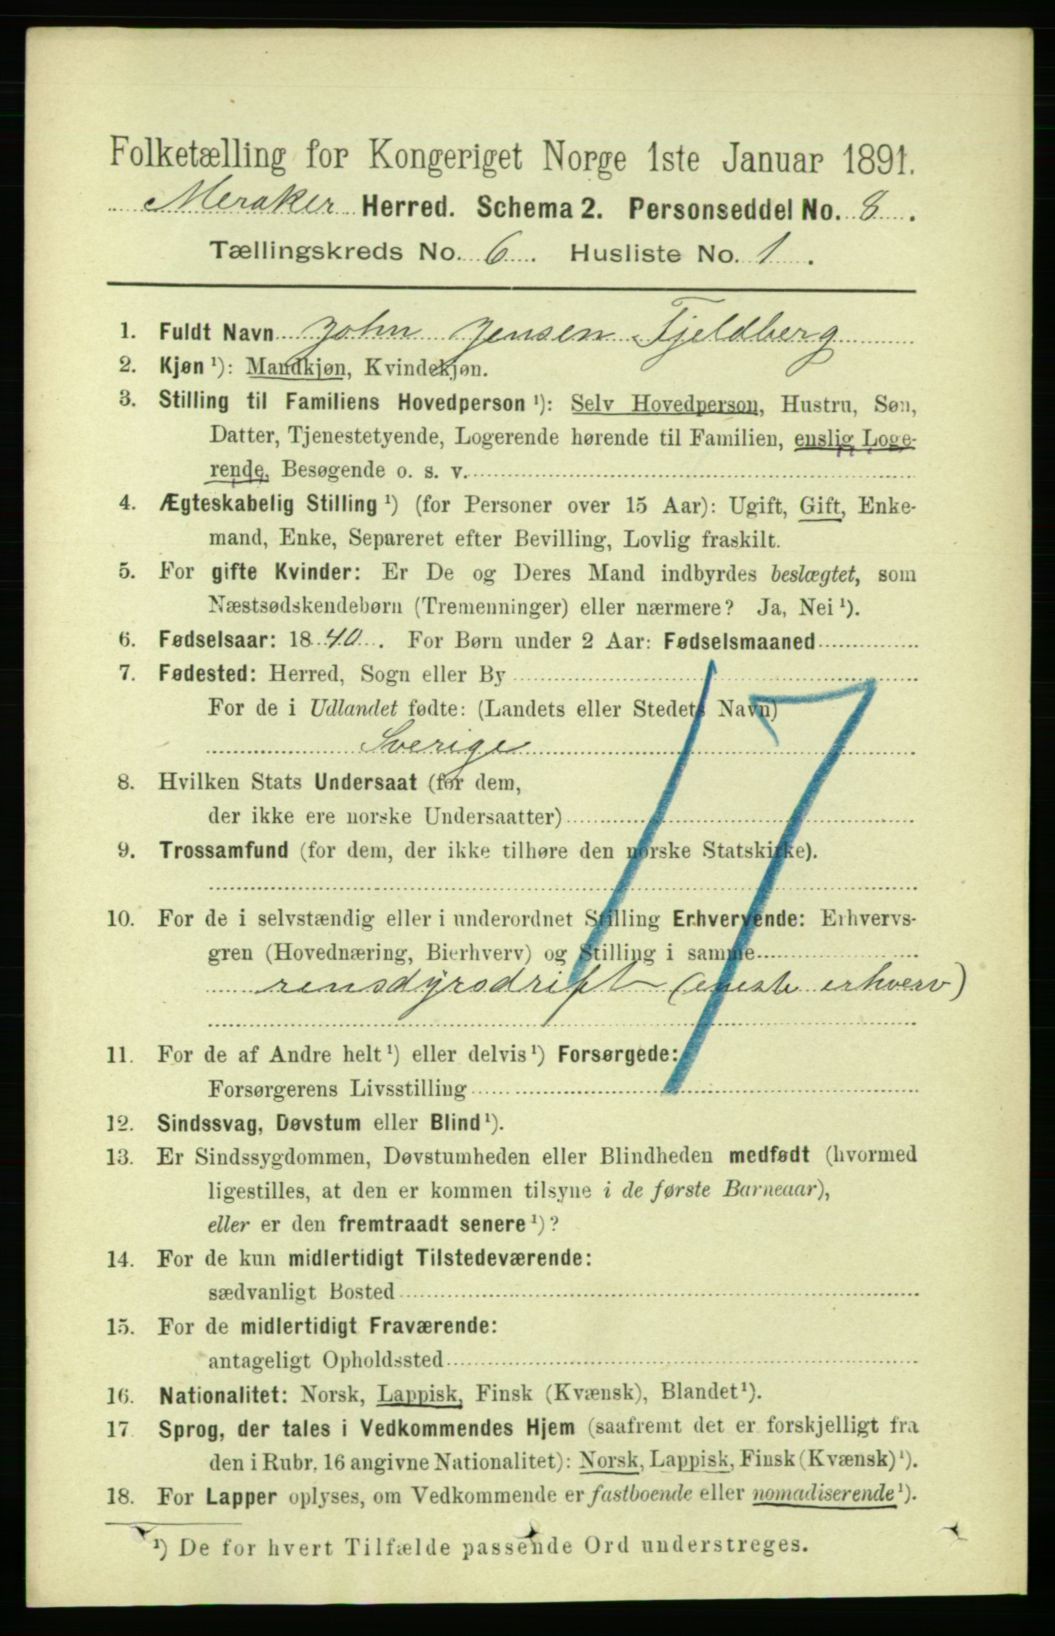 Folketælling for Kongeriget Norge 1ste Januar 1891.
Meraker Herred. Schema 2. Personseddel No. 8.
Tællingskreds No. 6. Husliste No. 1.
1. Fuldt Navn John Jensen Fjeldberg
2. Kjøn ¹): Mandkjøn, Kvindekjøn.
3. Stilling til Familiens Hovedperson ¹): Selv Hovedperson, Hustru, Søn,
Datter, Tjenestetyende, Logerende hørende til Familien, enslig Loge-
rende, Besøgende o. s. v.
4. Ægteskabelig Stilling ¹) (for Personer over 15 Aar): Ugift, Gift, Enke-
mand, Enke, Separeret efter Bevilling, Lovlig fraskilt.
5. For gifte Kvinder: Er De og Deres Mand indbyrdes beslægtet, som
Næstsødskendebørn (Tremenninger) eller nærmere? Ja, Nei ¹).
6. Fødselsaar: 1840. For Børn under 2 Aar: Fødselsmaaned
7. Fødested: Herred, Sogn eller By
For de i Udlandet fødte: (Landets eller Stedets Navn)
Sverige
8. Hvilken Stats Undersaat (for dem,
der ikke ere norske Undersaatter)
9. Trossamfund (for dem, der ikke tilhøre den norske Statskirke).
10. For de i selvstændig eller i underordnet Stilling Erhvervende: Erhvervs-
gren (Hovednæring, Bierhverv) og Stilling i samme
rensdyrsdrift (eneste erhverv)
17
11. For de af Andre helt ¹) eller delvis ¹) Forsørgede:
Forsørgerens Livsstilling
12. Sindssvag, Døvstum eller Blind ¹).
13. Er Sindssygdommen, Døvstumheden eller Blindheden medfødt (hvormed
ligestilles, at den er kommen tilsyne i de første Barneaar),
eller er den fremtraadt senere ¹)?
14. For de kun midlertidigt Tilstedeværende:
sædvanligt Bosted
15. For de midlertidigt Fraværende:
antageligt Opholdssted
16. Nationalitet: Norsk, Lappisk, Finsk (Kvænsk), Blandet ¹).
17 Sprog, der tales i Vedkommendes Hjem (saafremt det er forskjelligt fra
den i Rubr. 16 angivne Nationalitet): Norsk, Lappisk, Finsk (Kvænsk) ¹).
18. For Lapper oplyses, om Vedkommende er fastboende eller nomadiserende ¹).
¹) De for hvert Tilfælde passende Ord understreges.